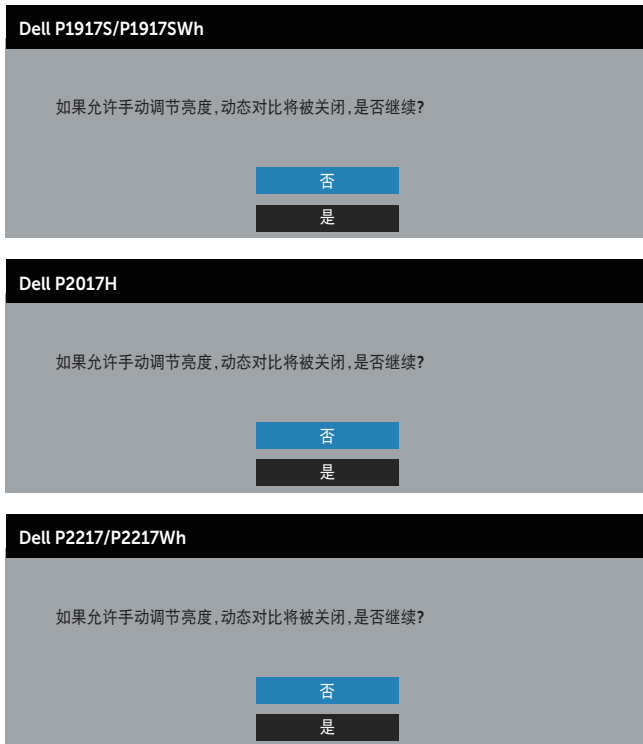 Dell P1917S/P1917SWh
如果允许手动调节亮度,动态对比将被关闭,是否继续?
否
是
Dell P2017H
如果允许手动调节亮度,动态对比将被关闭,是否继续?
否
是
Dell P2217/P2217Wh
如果允许手动调节亮度,动态对比将被关闭,是否继续?
否
是